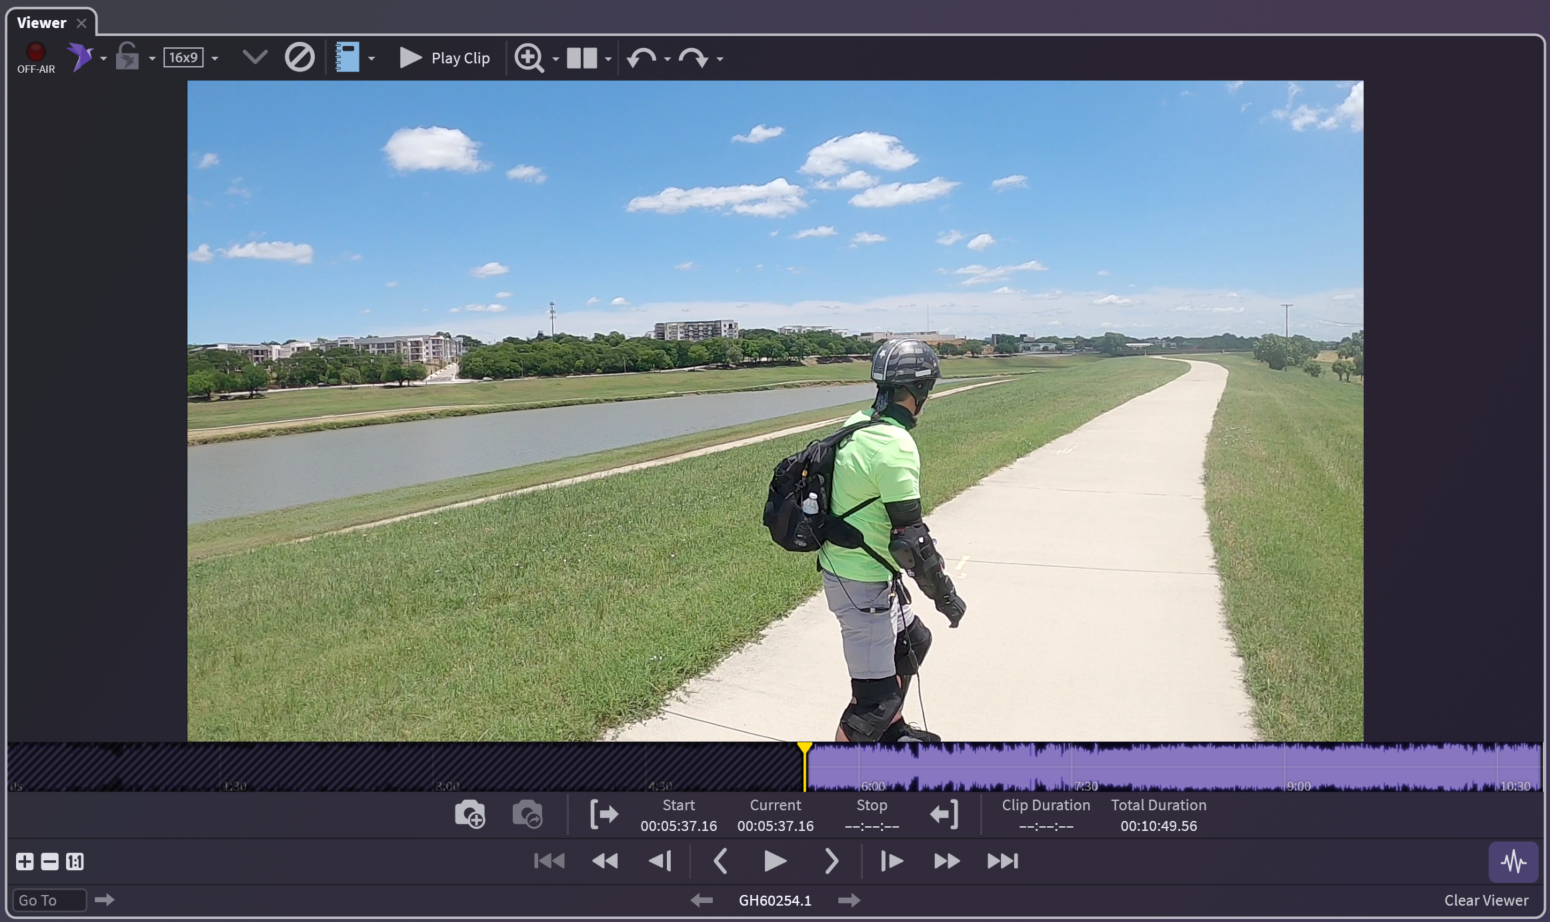 Viewer
OFF-AIR
16x9
Play Clip
1:30
3:00
4:30
6:00
7:30
9:00
10:30
Start
Current
Stop
Clip Duration
Total Duration
00:05:37.16
00:05:37.16
--:--:--
--:--:--
00:10:49.56
1:1
Go To
GH60254.1
Clear Viewer